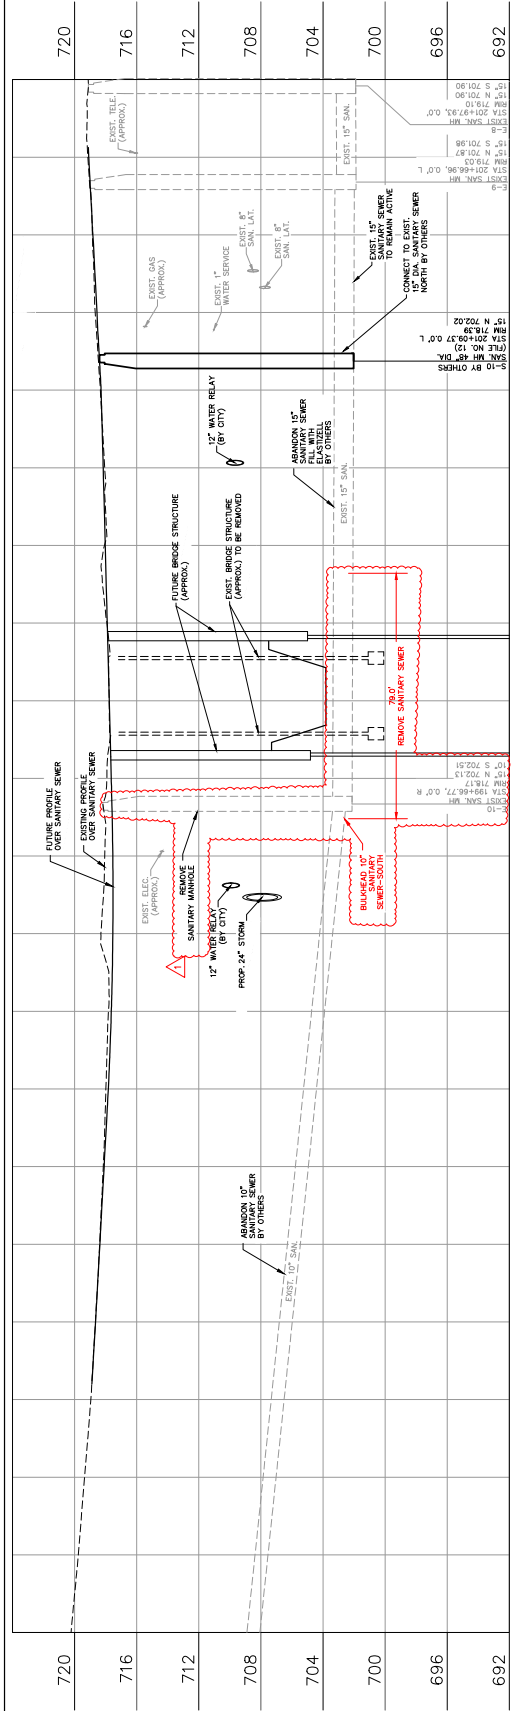 720
716
712
708
704
700
696
692
E-8
EXIST SAN. MH
STA 201+97.93, 0.0'
RIM 719.10
15" N 701.90
15" S 701.90
E-9
EXIST SAN. MH
STA 201+66.96, 0.0' L
RIM 719.03
15" N 701.87
15" S 701.98
EXIST. TELE.
(APPROX.)
EXIST. 15" SAN.
EXIST. GAS
(APPROX.)
EXIST. 1"
WATER SERVICE
EXIST. 8"
SAN. LAT.
EXIST. 8"
SAN. LAT.
EXIST. 15"
SANITARY SEWER
TO REMAIN ACTIVE
CONNECT TO EXIST.
15" DIA. SANITARY SEWER
NORTH BY OTHERS
S-10 BY OTHERS
SAN. MH 48" DIA.
(FILE NO. 12)
STA 201+09.37, 0.0' L
RIM 718.39
15" N 702.02
12" WATER RELAY
(BY CITY)
ABANDON 15"
SANITARY SEWER
FILL WITH
ELASTIZELL
BY OTHERS
EXIST. 15" SAN.
FUTURE BRIDGE STRUCTURE
(APPROX.)
EXIST. BRIDGE STRUCTURE
(APPROX.) TO BE REMOVED
79.0'
REMOVE SANITARY SEWER
E-10
EXIST SAN. MH
STA 199+66.77, 0.0' R
RIM 718.17
15" N 702.13
10" S 702.51
FUTURE PROFILE
OVER SANITARY SEWER
EXISTING PROFILE
OVER SANITARY SEWER
EXIST. ELEC.
(APPROX.)
REMOVE
SANITARY MANHOLE
1
12" WATER RELAY
(BY CITY)
PROP. 24" STORM
BULKHEAD 10"
SANITARY
SEWER-SOUTH
ABANDON 10"
SANITARY SEWER
BY OTHERS
EXIST. 10" SAN.
720
716
712
708
704
700
696
692